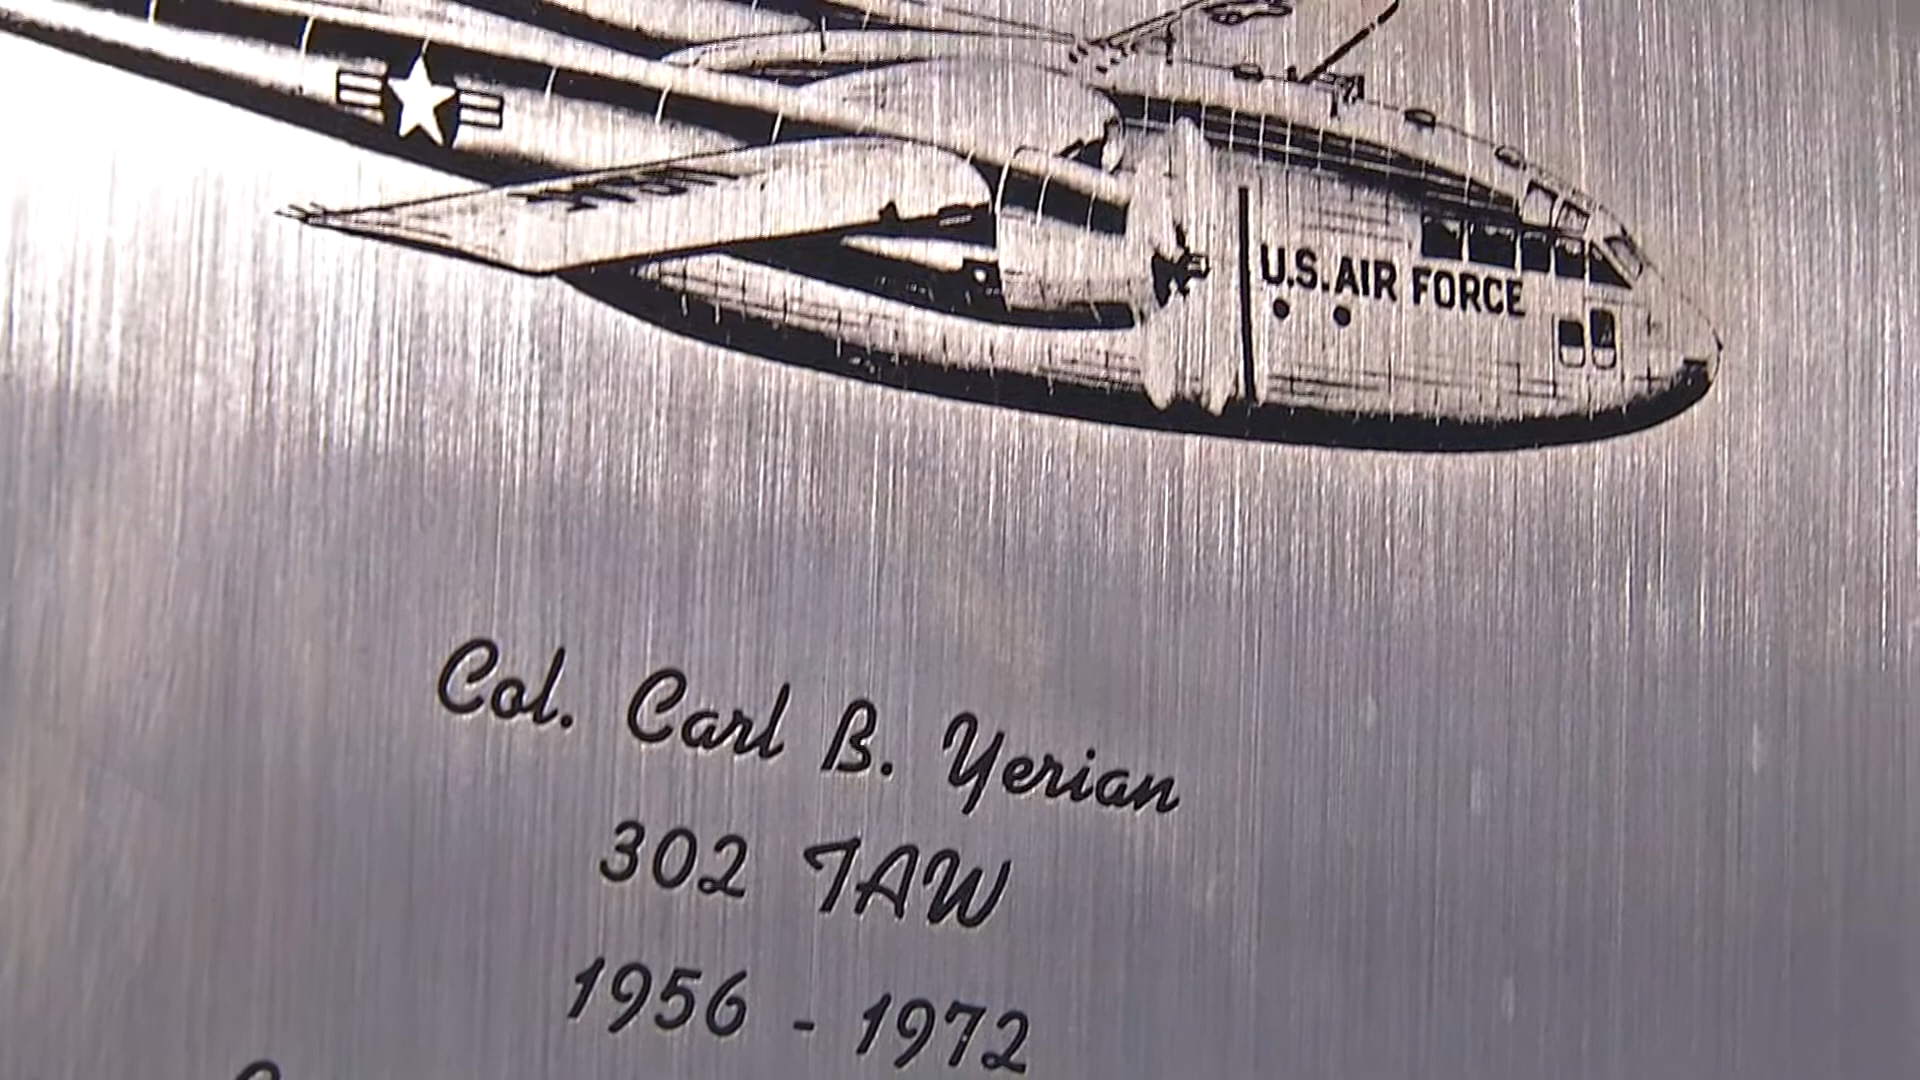 U.S. AIR FORCE
Col. Carl B. Yerian
302 TAW
1956 - 1972